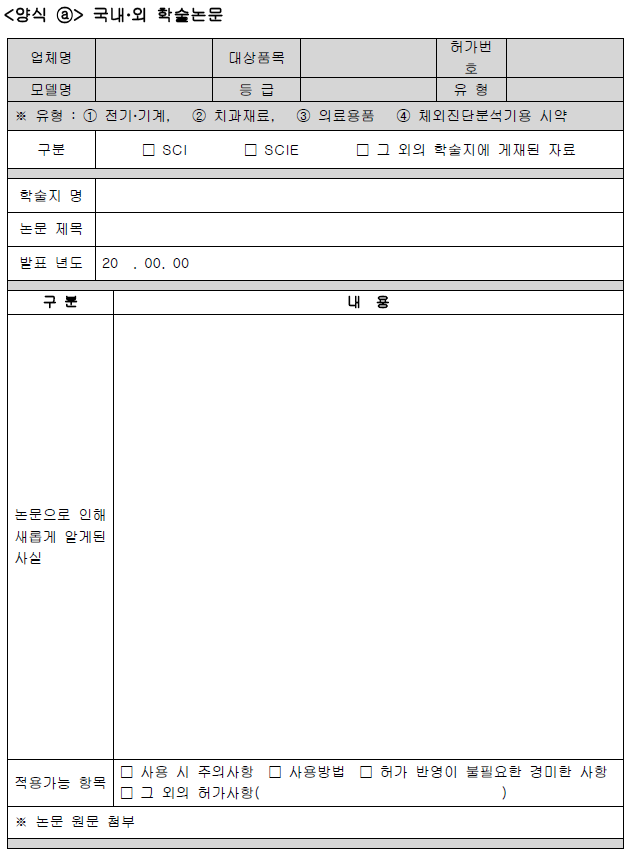 <양식 ⓐ> 국내·외 학술논문
업체명 대상품목 허가번
호
모델명 등 급 유 형
※ 유형 : ① 전기·기계, ② 치과재료, ③ 의료용품 ④ 체외진단분석기용 시약
구분 □ SCI □ SCIE □ 그 외의 학술지에 게재된 자료
학술지 명
논문 제목
발표 년도 20 . 00. 00
구 분 내 용
논문으로 인해
새롭게 알게된
사실
적용가능 항목
□ 사용 시 주의사항 □ 사용방법 □ 허가 반영이 불필요한 경미한 사항
□ 그 외의 허가사항( )
※ 논문 원문 첨부